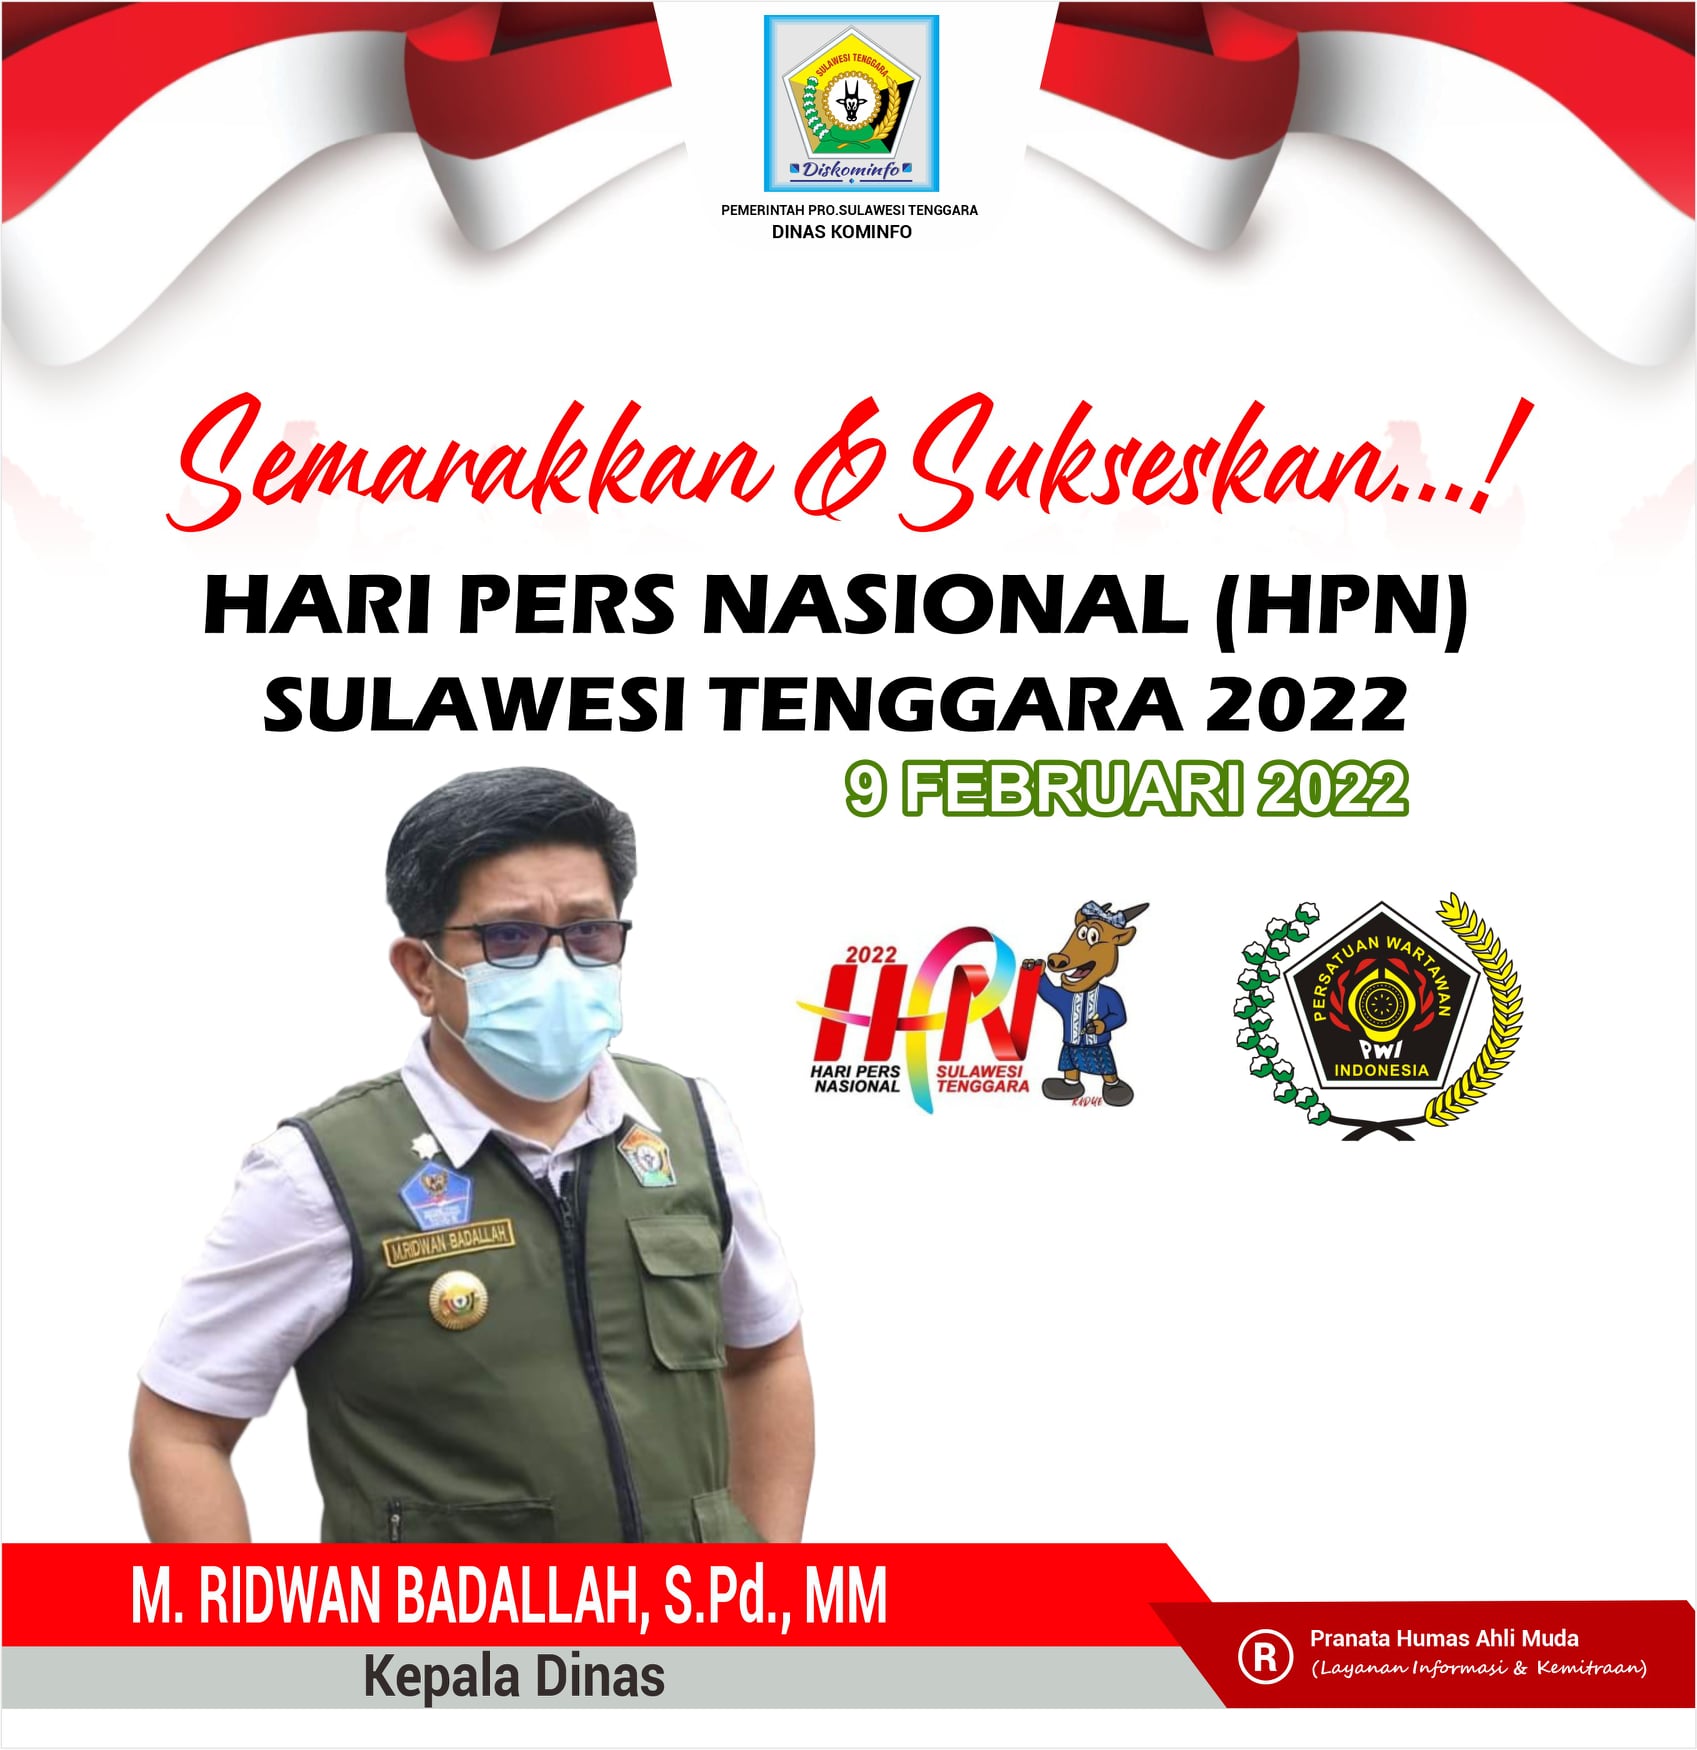 SULAWESI TENGGARA
Diskominfo
PEMERINTAH PRO.SULAWESI TENGGARA
DINAS KOMINFO
Semarakkan & Sukseskan...!
HARI PERS NASIONAL (HPN)
SULAWESI TENGGARA 2022
9 FEBRUARI 2022
2022
HPN
HARI PERS
NASIONAL
SULAWESI
TENGGARA
PERSATUAN WARTAWAN
PWI
INDONESIA
M.RIDWAN BADALLAH
M. RIDWAN BADALLAH, S.Pd., MM
Kepala Dinas
R
Pranata Humas Ahli Muda
(Layanan Informasi & Kemitraan)